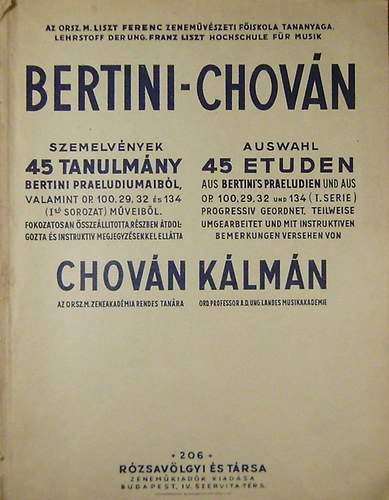 AZ ORSZ. M. LISZT FERENC ZENEMŰVÉSZETI FŐISKOLA TANANYAGA.
LEHRSTOFF DER UNG. FRANZ LISZT HOCHSCHULE FÜR MUSIK
BERTINI-CHOVÁN
SZEMELVÉNYEK
45 TANULMÁNY
BERTINI PRAELUDIUMAIBÓL,
VALAMINT OP. 100, 29, 32 ÉS 134
(I SŐ SOROZAT) MŰVEIBŐL.
FOKOZATOSAN ÖSSZEÁLLÍTOTTA, RÉSZBEN ÁTDOL-
GOZTA ÉS INSTRUKTIV MEGJEGYZÉSEKKEL ELLÁTTA
AUSWAHL
45 ETUDEN
AUS BERTINI'S PRAELUDIEN UND AUS
OP. 100, 29, 32 UND 134 (I. SERIE)
PROGRESSIV GEORDNET, TEILWEISE
UMGEARBEITET UND MIT INSTRUKTIVEN
BEMERKUNGEN VERSEHEN VON
CHOVÁN KÁLMÁN
AZ ORSZ. M. ZENEAKADÉMIA RENDES TANÁRA
ORD. PROFESSOR A. D. UNG. LANDES MUSIKAKADEMIE
• 206 •
RÓZSAVÖLGYI ÉS TÁRSA
ZENEMŰKIADÓK KIADÁSA
BUDAPEST, IV. SZERVITA-TÉR 5.